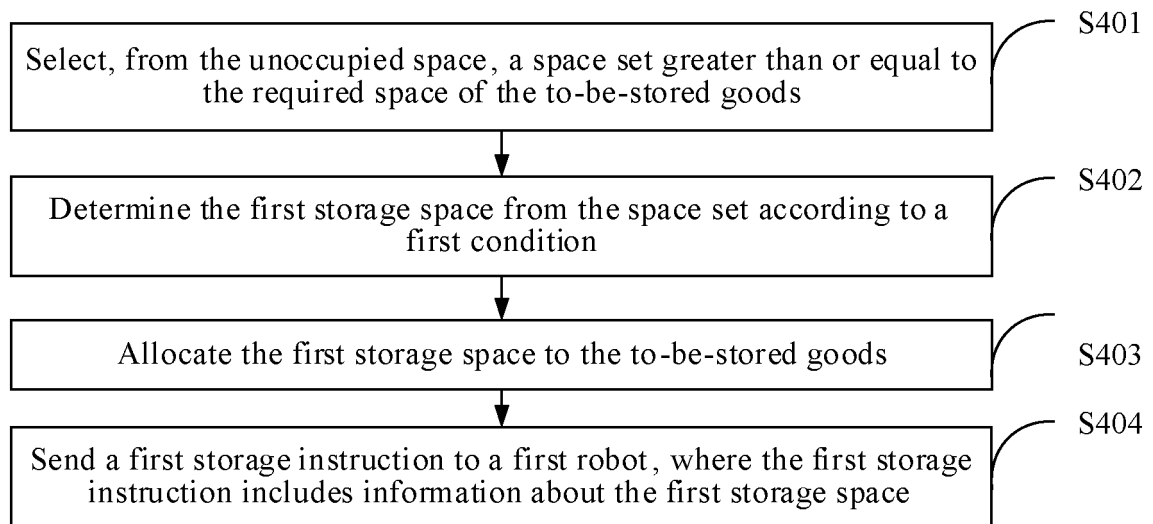 S401
Select, from the unoccupied space, a space set greater than or equal to
the required space of the to-be-stored goods
S402
Determine the first storage space from the space set according to a
first condition
Allocate the first storage space to the to-be-stored goods
S403
S404
Send a first storage instruction to a first robot, where the first storage
instruction includes information about the first storage space